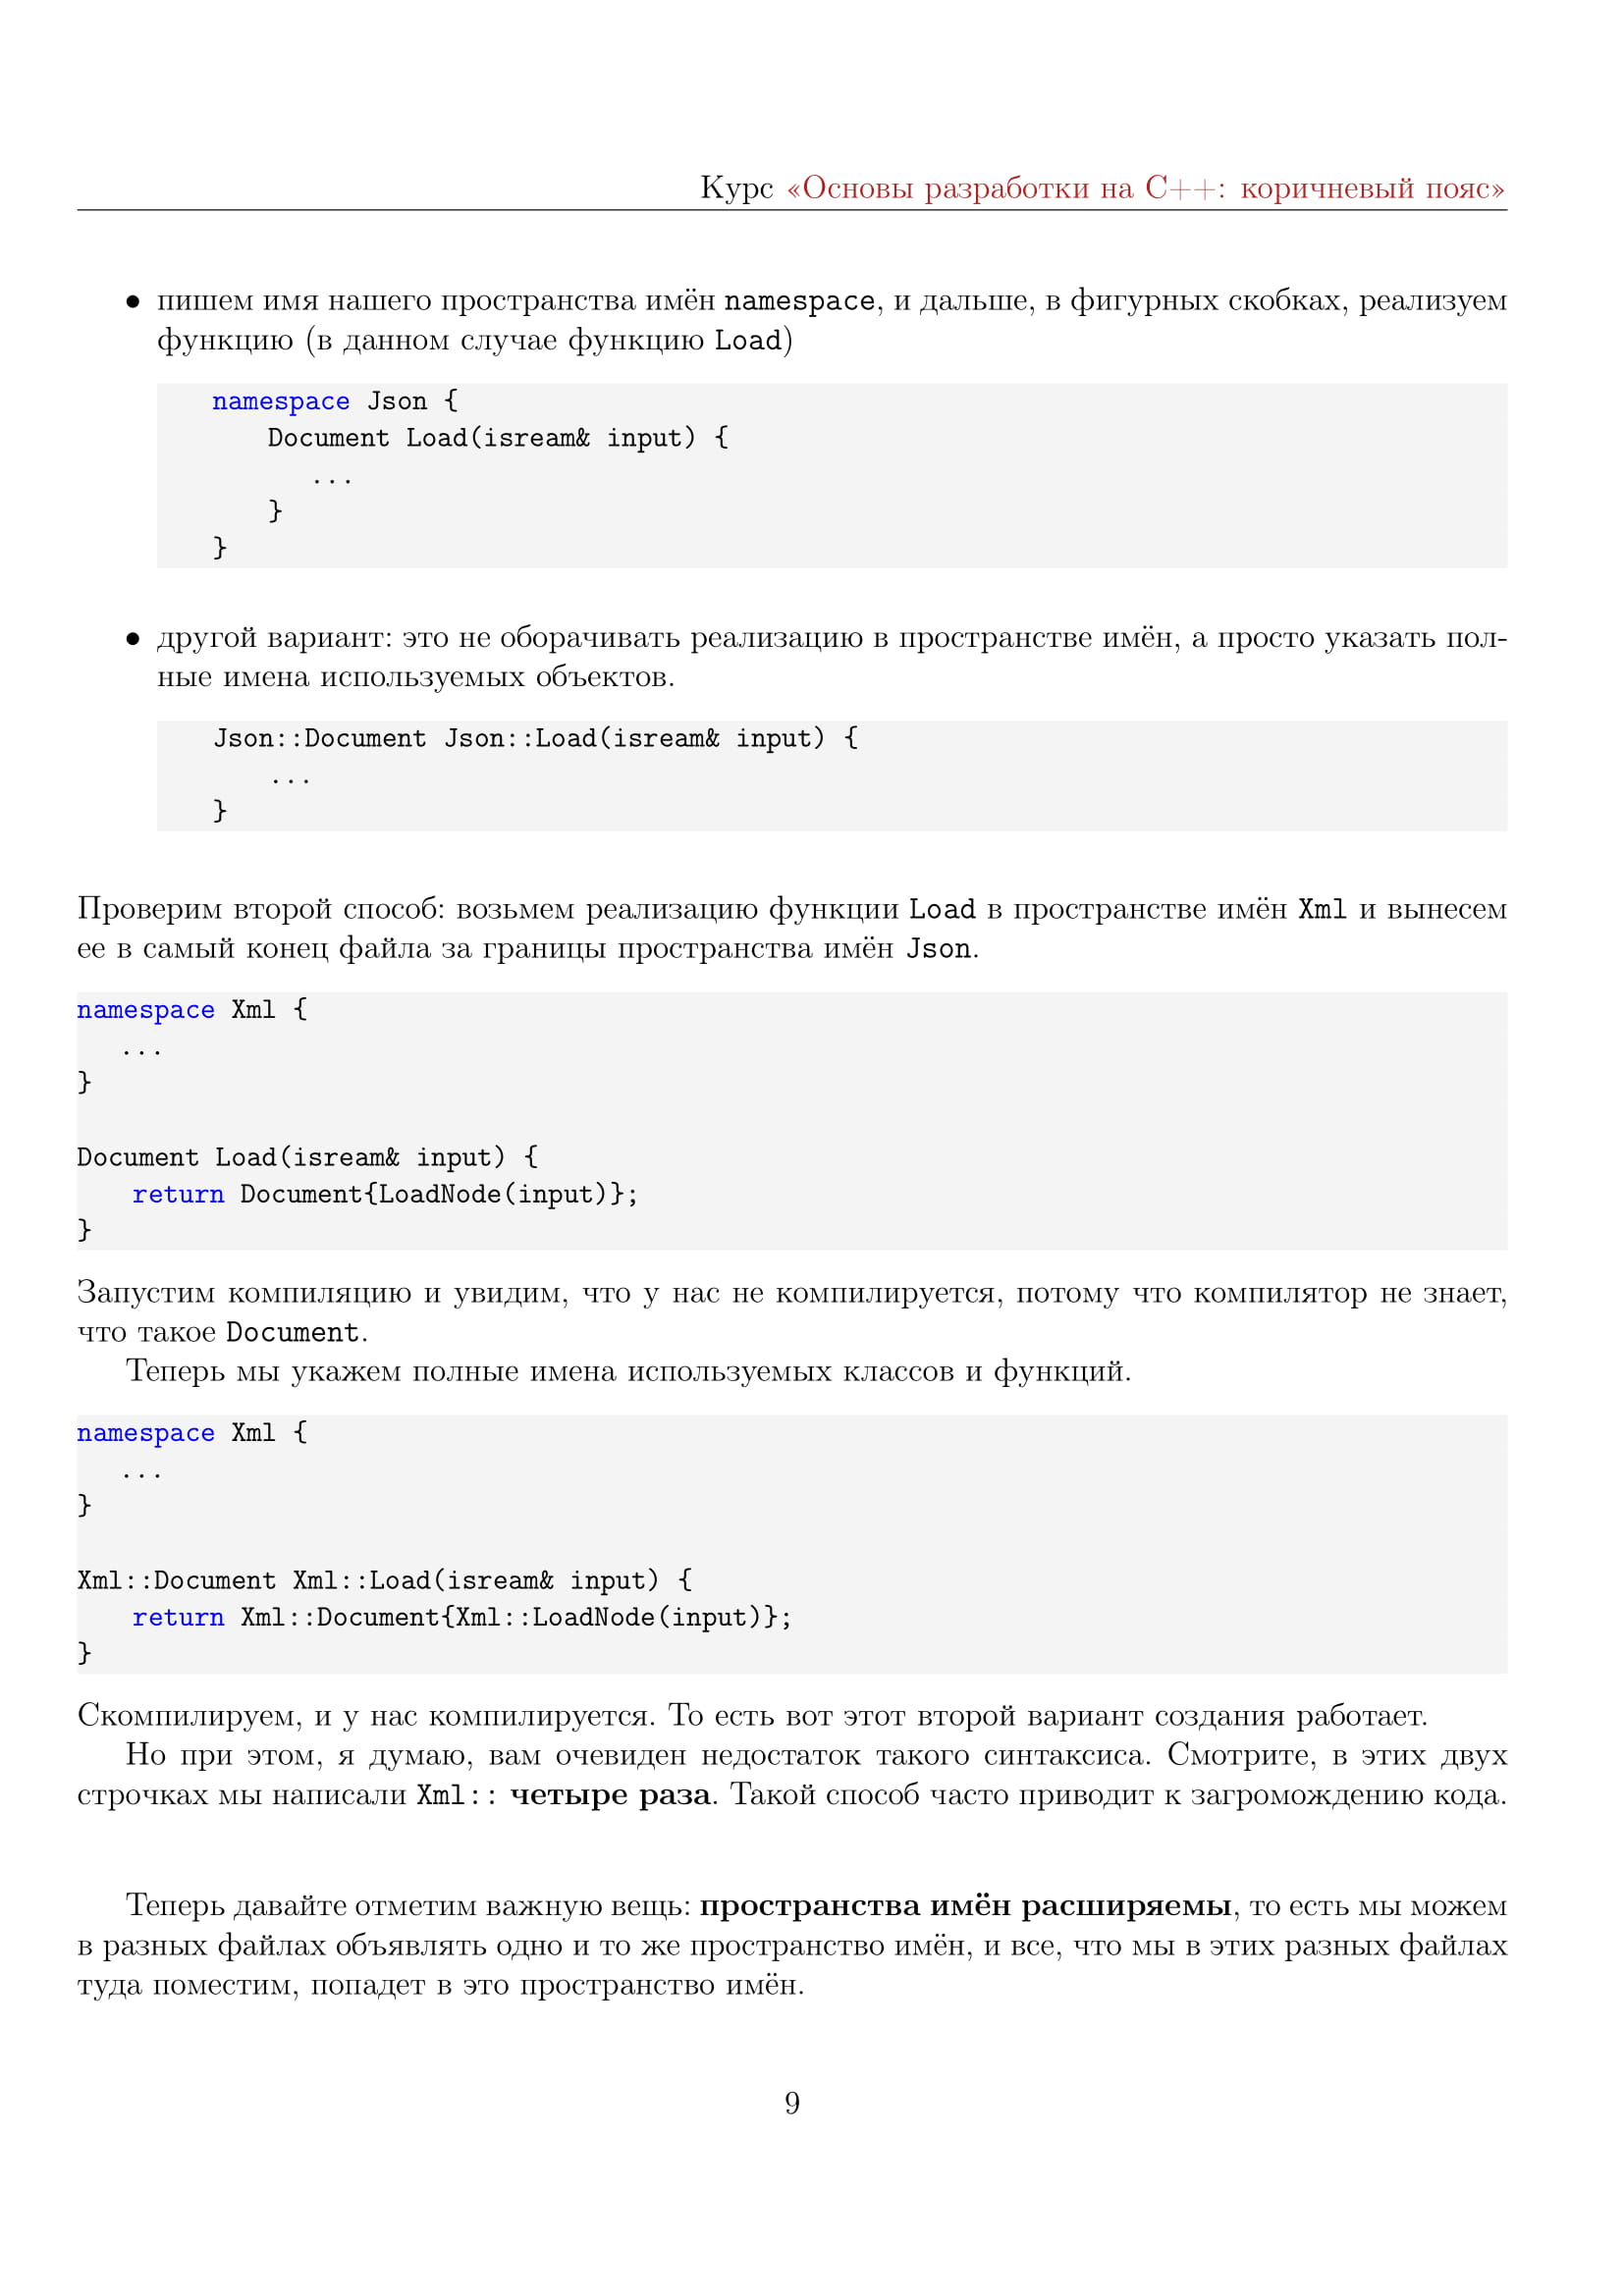 Курс «Основы разработки на C++: коричневый пояс»
• пишем имя нашего пространства имён namespace, и дальше, в фигурных скобках, реализуем
функцию (в данном случае функцию Load)
namespace Json {
Document Load(isream& input) {
...
}
}
• другой вариант: это не оборачивать реализацию в пространстве имён, а просто указать пол-
ные имена используемых объектов.
Json::Document Json::Load(isream& input) {
...
}
Проверим второй способ: возьмем реализацию функции Load в пространстве имён Xml и вынесем
ее в самый конец файла за границы пространства имён Json.
namespace Xml {
...
}
Document Load(isream& input) {
return Document{LoadNode(input)};
}
Запустим компиляцию и увидим, что у нас не компилируется, потому что компилятор не знает,
что такое Document.
Теперь мы укажем полные имена используемых классов и функций.
namespace Xml {
...
}
Xml::Document Xml::Load(isream& input) {
return Xml::Document{Xml::LoadNode(input)};
}
Скомпилируем, и у нас компилируется. То есть вот этот второй вариант создания работает.
Но при этом, я думаю, вам очевиден недостаток такого синтаксиса. Смотрите, в этих двух
строчках мы написали Xml:: четыре раза. Такой способ часто приводит к загромождению кода.
Теперь давайте отметим важную вещь: пространства имён расширяемы, то есть мы можем
в разных файлах объявлять одно и то же пространство имён, и все, что мы в этих разных файлах
туда поместим, попадет в это пространство имён.
9